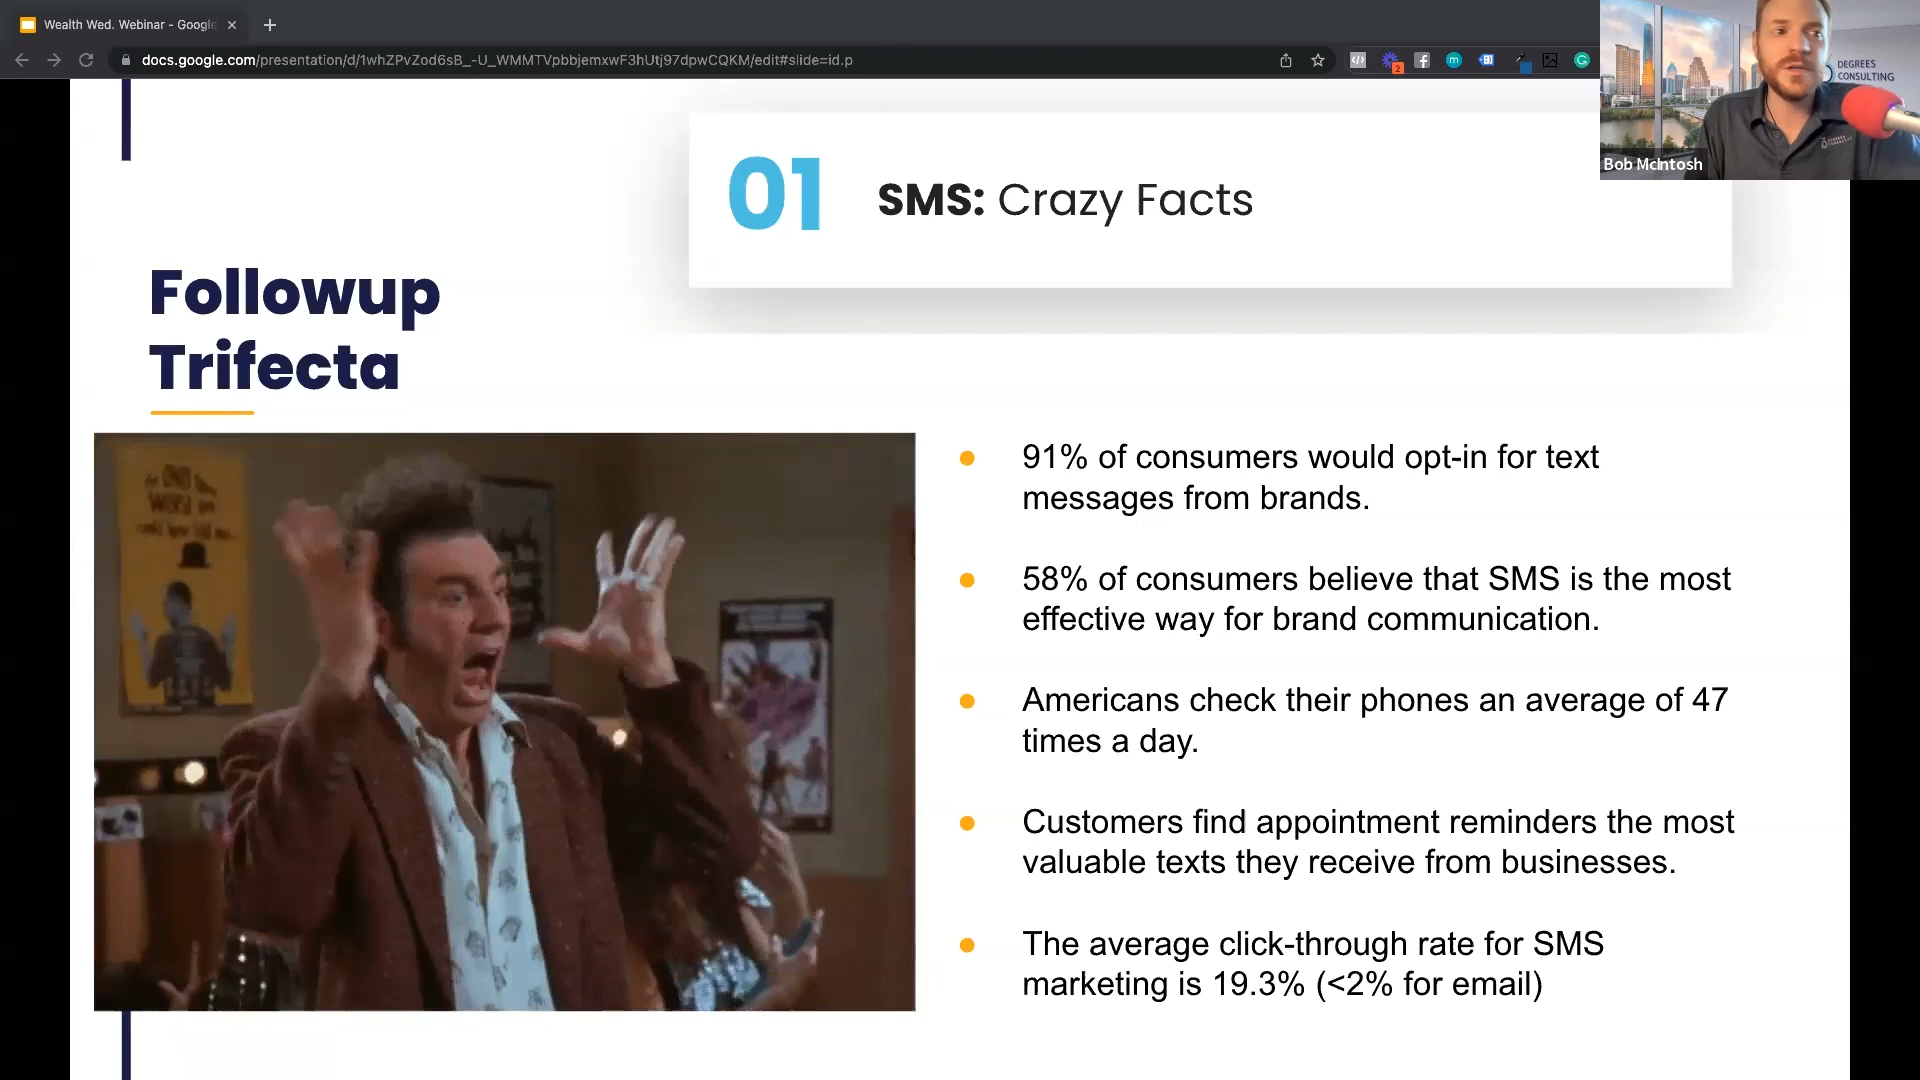 Wealth Wed. Webinar - Google
docs.google.com/presentation/d/1whZPvZod6sB_-U_WMMTVpbbjemxwF3hUtj97dpwCQKM/edit#slide=id.p
2
DEGREES
CONSULTING
Bob McIntosh
01 SMS: Crazy Facts
Followup
Trifecta
91% of consumers would opt-in for text
messages from brands.
58% of consumers believe that SMS is the most
effective way for brand communication.
Americans check their phones an average of 47
times a day.
Customers find appointment reminders the most
valuable texts they receive from businesses.
The average click-through rate for SMS
marketing is 19.3% (<2% for email)